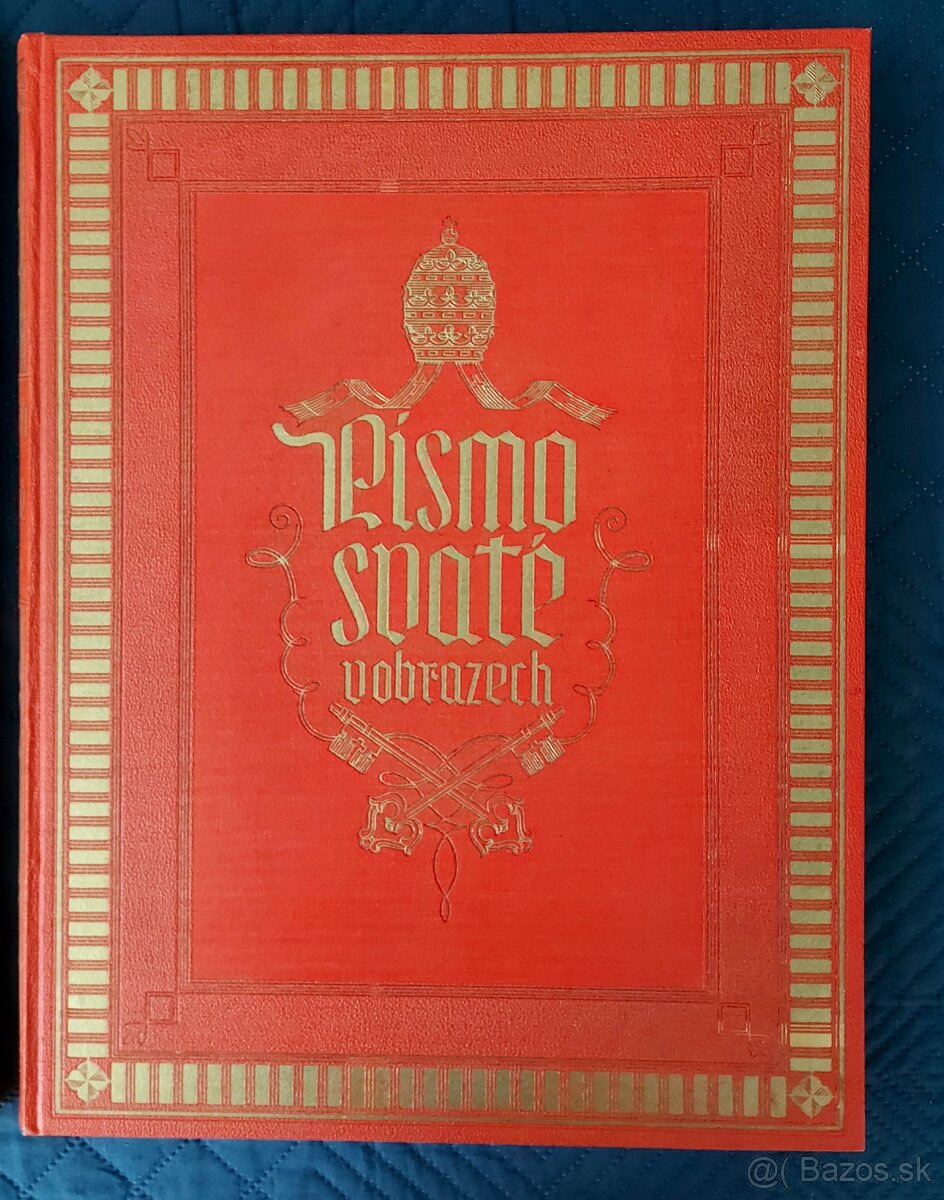 Písmo
svaté
v obrazech
@( Bazos.sk